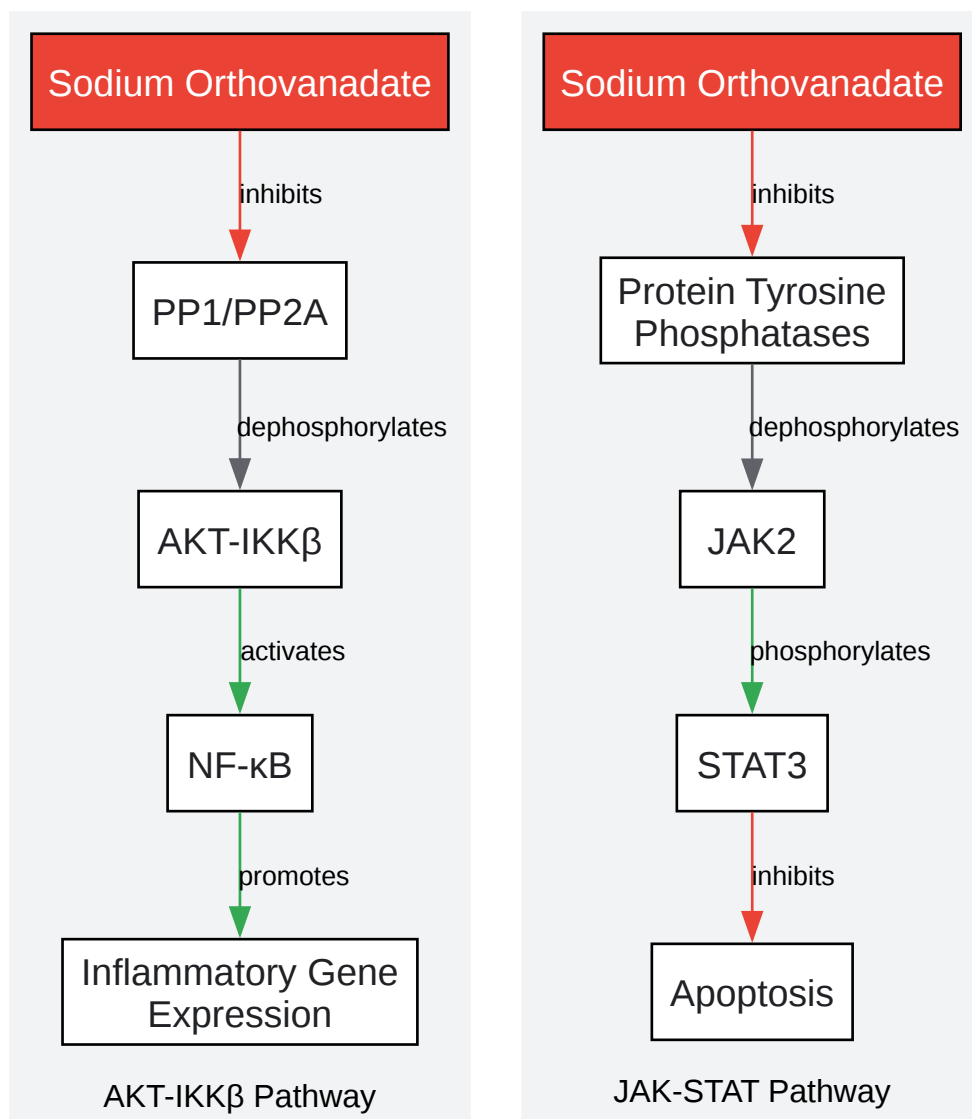 Sodium Orthovanadate
inhibits
PP1/PP2A
dephosphorylates
AKT-IKKβ
activates
NF-κB
promotes
Inflammatory Gene
Expression
AKT-IKKβ Pathway
Sodium Orthovanadate
inhibits
Protein Tyrosine
Phosphatases
dephosphorylates
JAK2
phosphorylates
STAT3
inhibits
Apoptosis
JAK-STAT Pathway